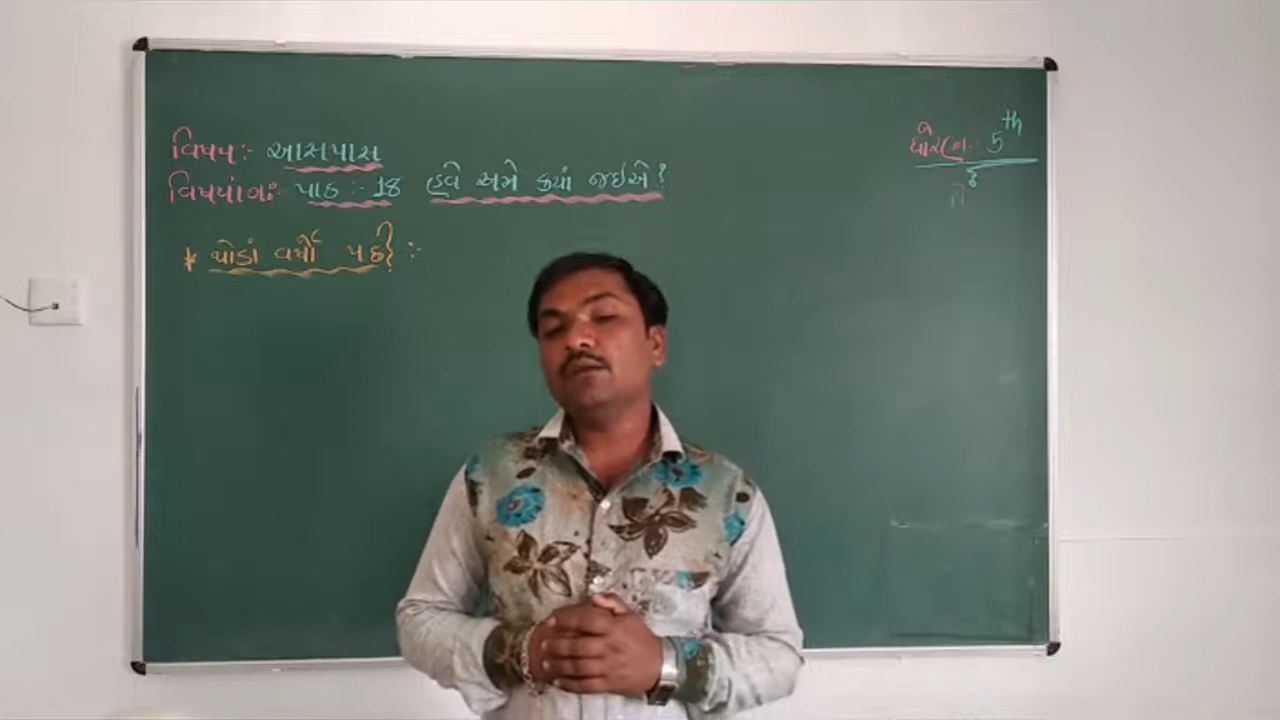 વિષય:- આસપાસ
ધોરણ:- 5th
વિષયાંગ:- પાઠ :- 18 હવે અમે ક્યાં જઈએ?
* થોડાં વર્ષો પછી :-